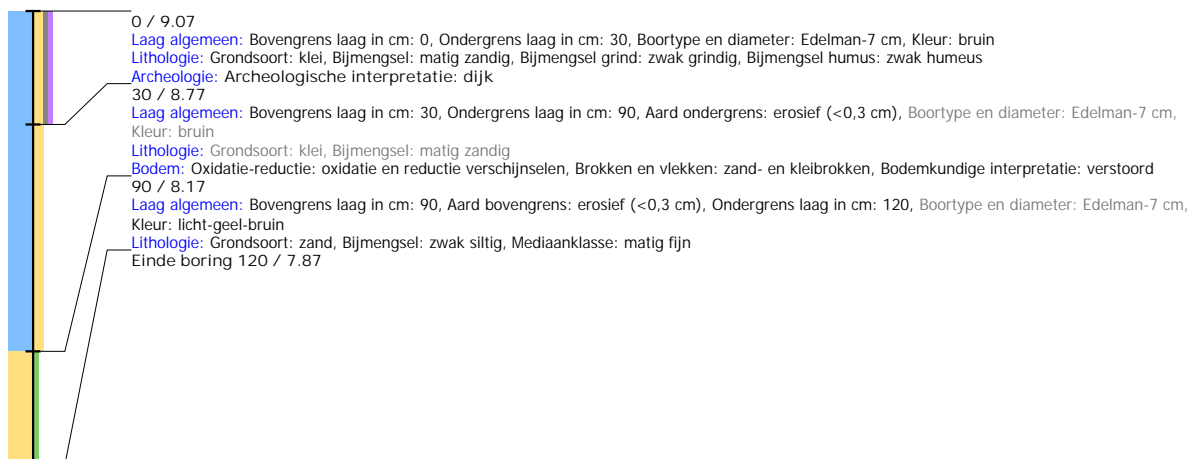 0 / 9.07
Laag algemeen: Bovengrens laag in cm: 0, Ondergrens laag in cm: 30, Boortype en diameter: Edelman-7 cm, Kleur: bruin
Lithologie: Grondsoort: klei, Bijmengsel: matig zandig, Bijmengsel grind: zwak grindig, Bijmengsel humus: zwak humeus
Archeologie: Archeologische interpretatie: dijk
30 / 8.77
Laag algemeen: Bovengrens laag in cm: 30, Ondergrens laag in cm: 90, Aard ondergrens: erosief (<0,3 cm), Boortype en diameter: Edelman-7 cm,
Kleur: bruin
Lithologie: Grondsoort: klei, Bijmengsel: matig zandig
Bodem: Oxidatie-reductie: oxidatie en reductie verschijnselen, Brokken en vlekken: zand- en kleibrokken, Bodemkundige interpretatie: verstoord
90 / 8.17
Laag algemeen: Bovengrens laag in cm: 90, Aard bovengrens: erosief (<0,3 cm), Ondergrens laag in cm: 120, Boortype en diameter: Edelman-7 cm,
Kleur: licht-geel-bruin
Lithologie: Grondsoort: zand, Bijmengsel: zwak siltig, Mediaanklasse: matig fijn
Einde boring 120 / 7.87